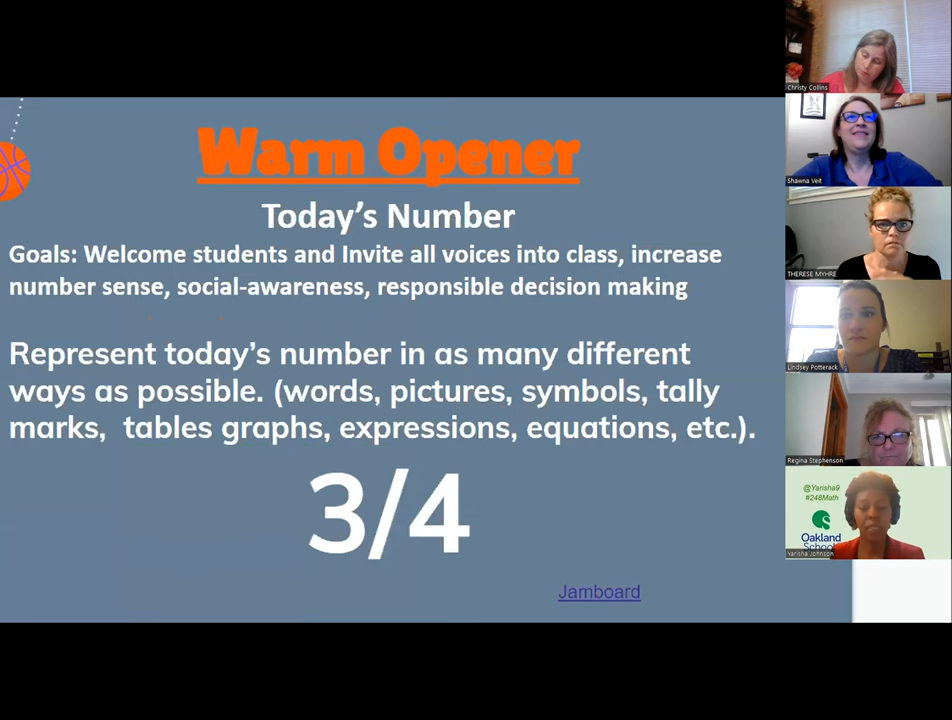 Warm Opener
Today's Number
Goals: Welcome students and Invite all voices into class, increase
number sense, social-awareness, responsible decision making
Represent today's number in as many different
ways as possible. (words, pictures, symbols, tally
marks, tables graphs, expressions, equations, etc.).
3/4
Jamboard
Christy Collins
Shawna Veit
THERESE MYHRE
Lindsey Potterack
Regina Stephenson
@Yarisha9
#248Math
Oakland
Schools
Yarisha Johnson